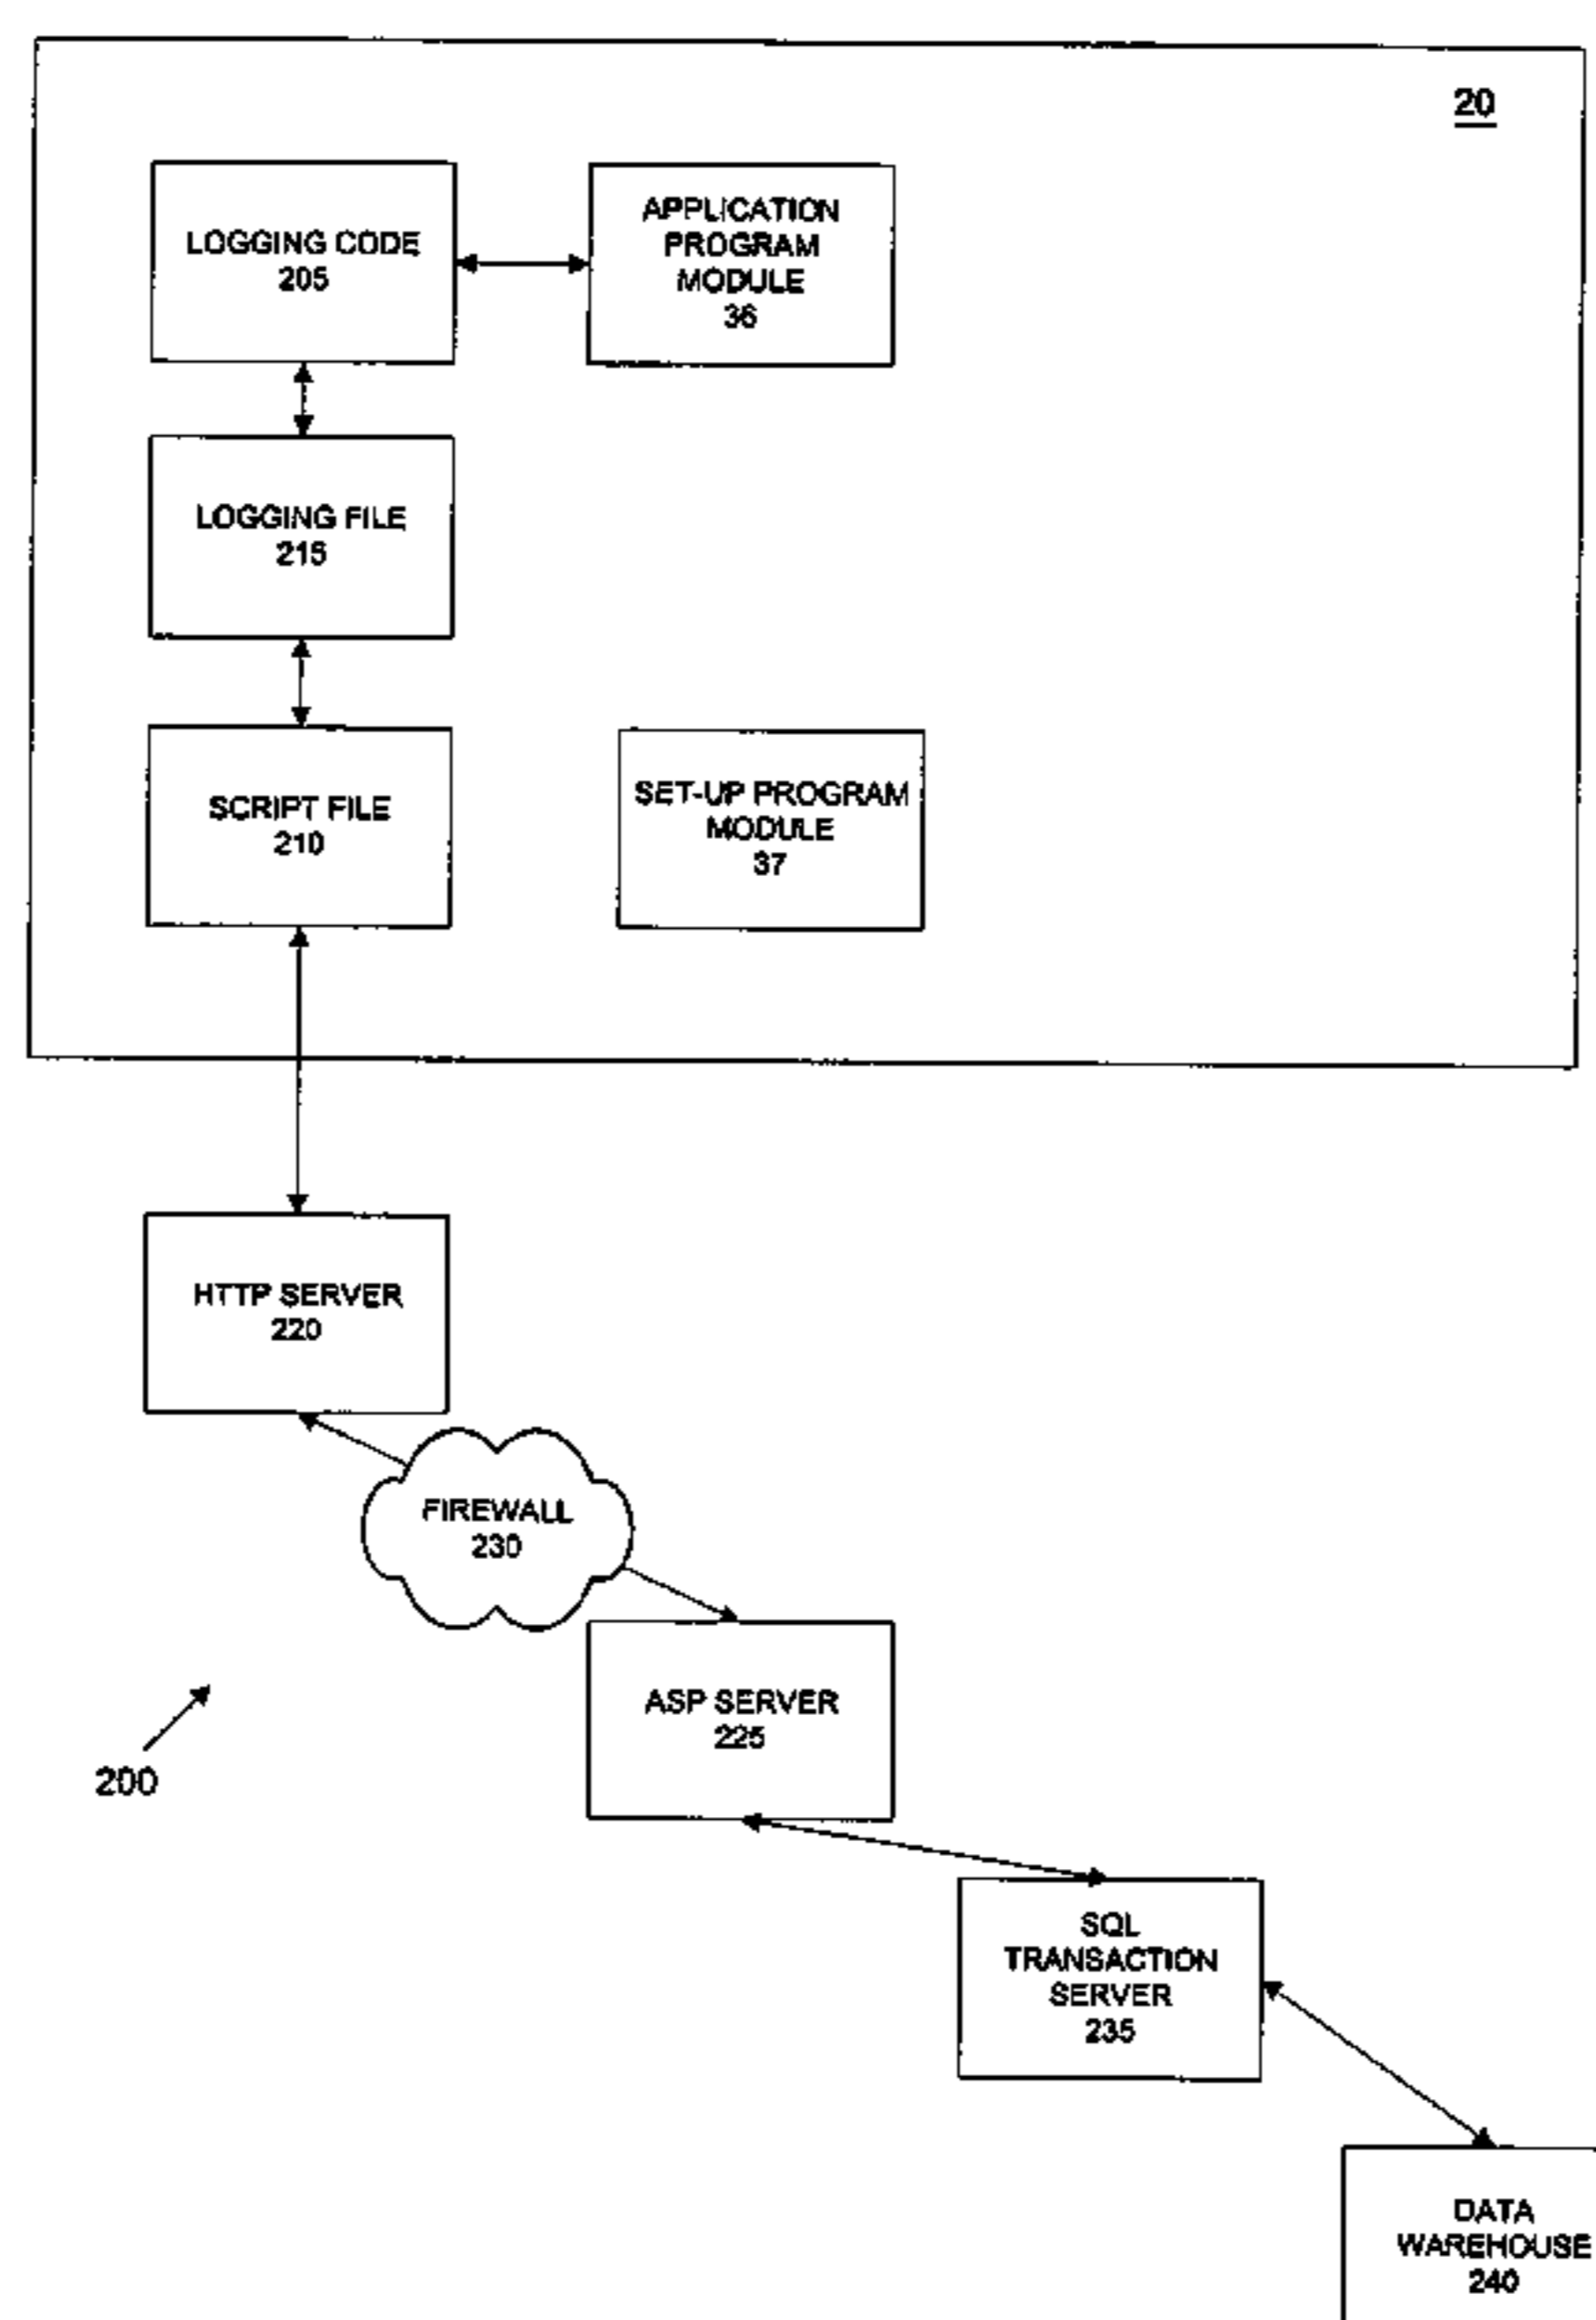 20
LOGGING CODE
205
APPLICATION
PROGRAM
MODULE
36
LOGGING FILE
215
SCRIPT FILE
210
SET-UP PROGRAM
MODULE
37
HTTP SERVER
220
FIREWALL
230
ASP SERVER
225
200
SQL
TRANSACTION
SERVER
235
DATA
WAREHOUSE
240